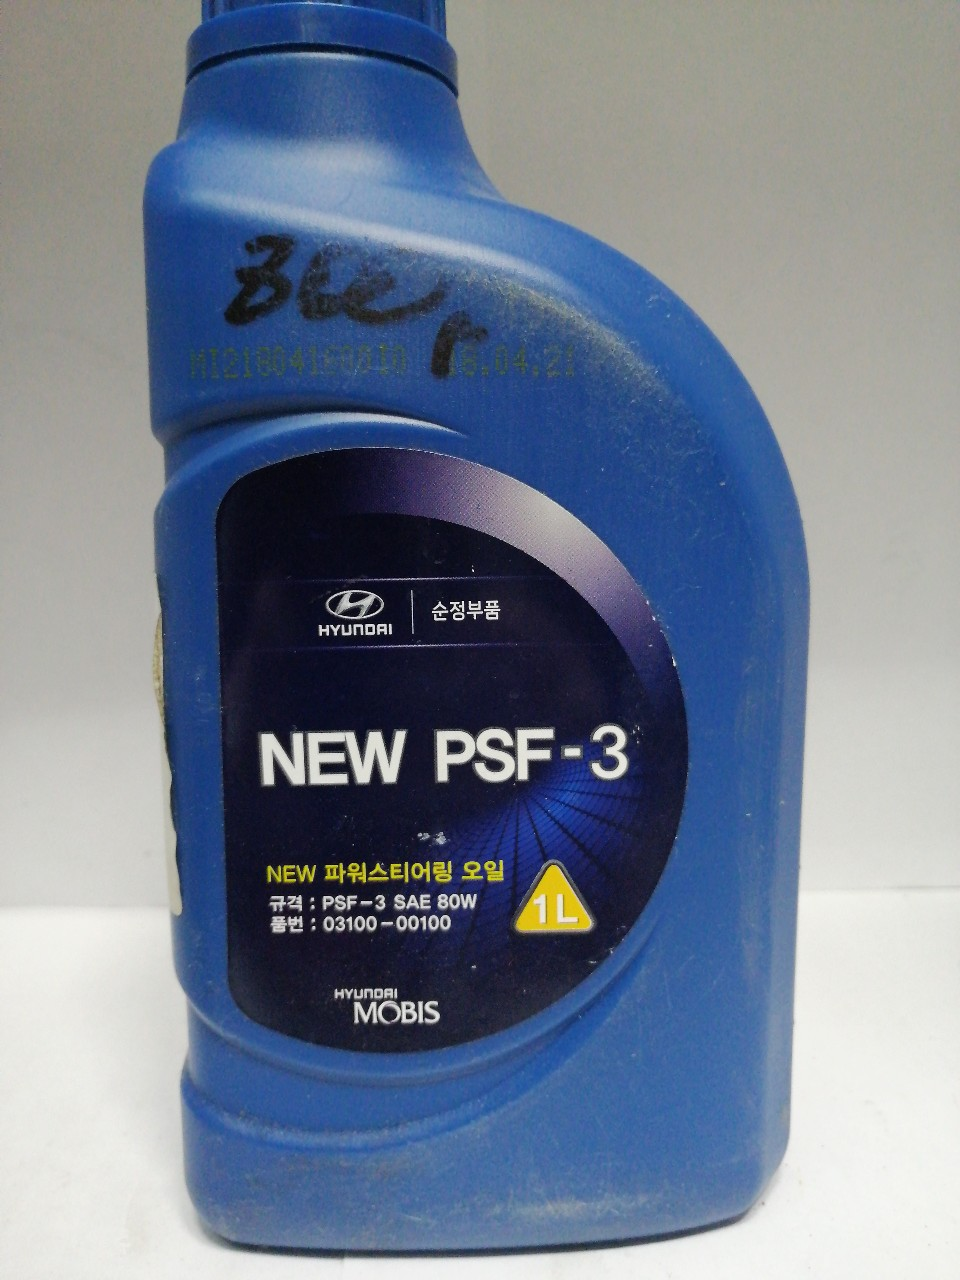 HYUNDAI
순정부품
NEW PSF-3
NEW 파워스티어링 오일
규격 : PSF-3 SAE 80W
품번 : 03100-00100
1L
HYUNDAI
MOBIS